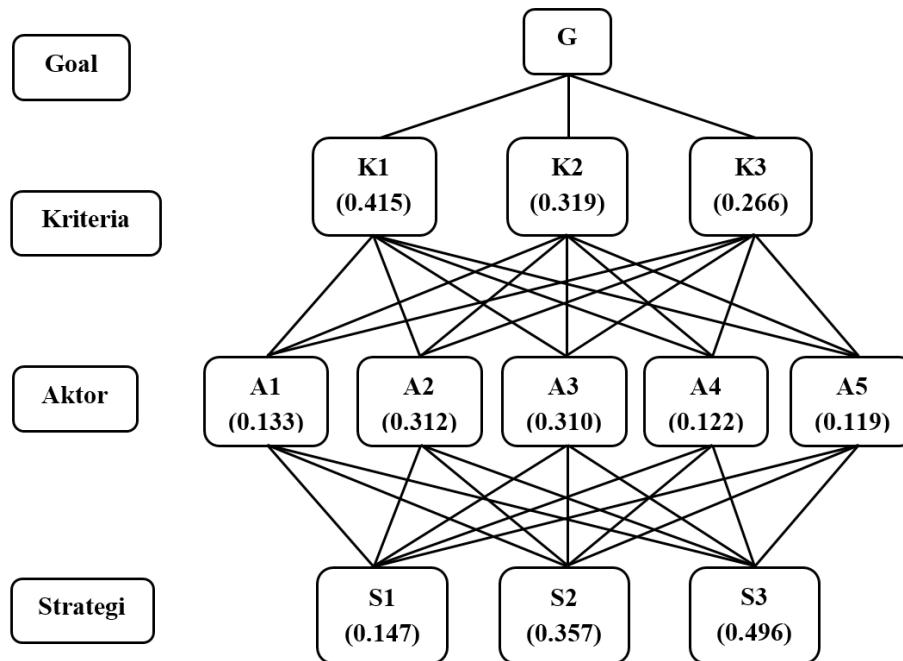 Goal
G
Kriteria
K1
(0.415)
K2
(0.319)
K3
(0.266)
Aktor
A1
(0.133)
A2
(0.312)
A3
(0.310)
A4
(0.122)
A5
(0.119)
Strategi
S1
(0.147)
S2
(0.357)
S3
(0.496)